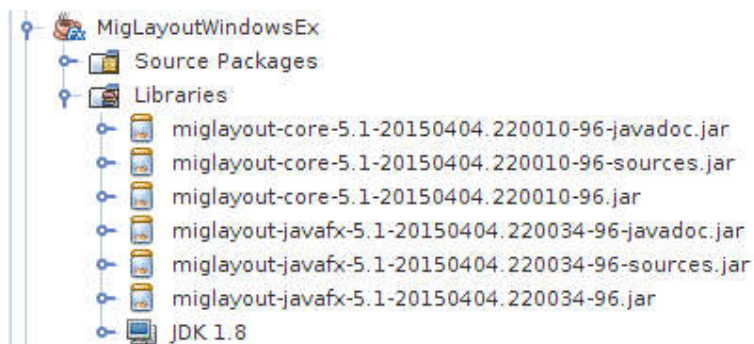 MigLayoutWindowsEx
Source Packages
Libraries
miglayout-core-5.1-20150404.220010-96-javadoc.jar
miglayout-core-5.1-20150404.220010-96-sources.jar
miglayout-core-5.1-20150404.220010-96.jar
miglayout-javafx-5.1-20150404.220034-96-javadoc.jar
miglayout-javafx-5.1-20150404.220034-96-sources.jar
miglayout-javafx-5.1-20150404.220034-96.jar
JDK 1.8